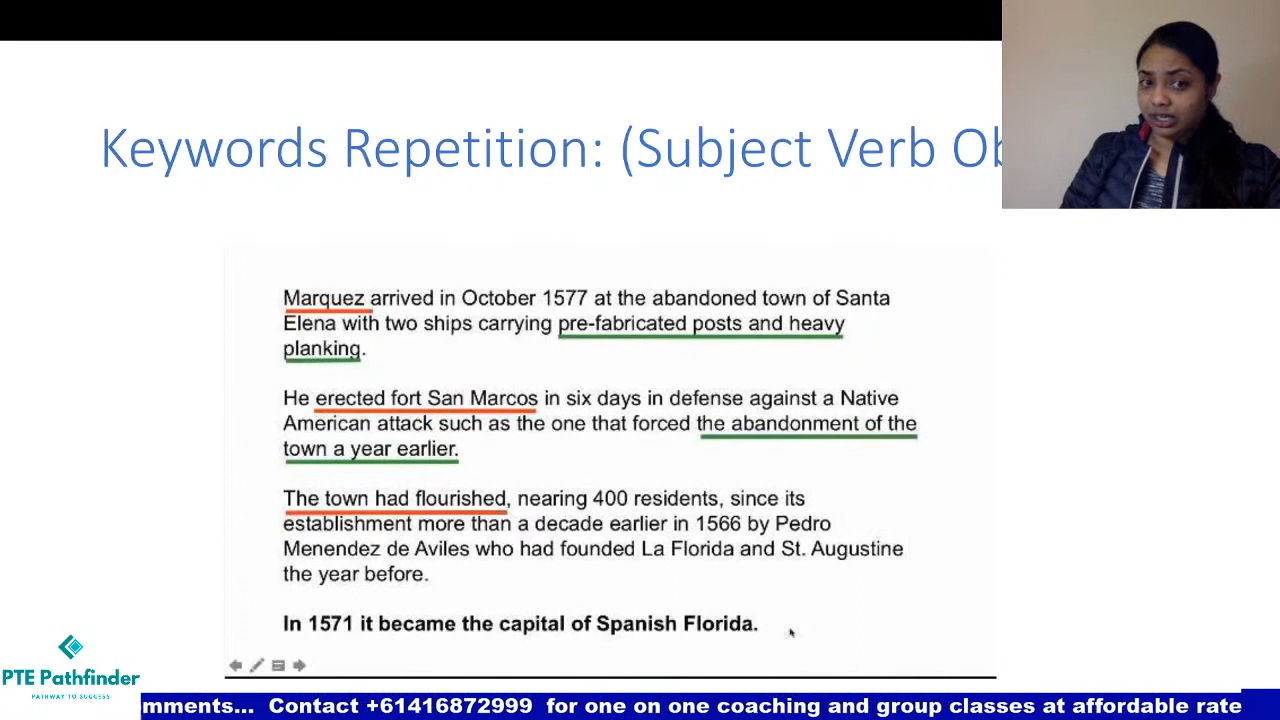 Keywords Repetition: (Subject Verb
Marquez arrived in October 1577 at the abandoned town of Santa
Elena with two ships carrying pre-fabricated posts and heavy
planking.
He erected fort San Marcos in six days in defense against a Native
American attack such as the one that forced the abandonment of the
town a year earlier.
The town had flourished, nearing 400 residents, since its
establishment more than a decade earlier in 1566 by Pedro
Menendez de Aviles who had founded La Florida and St. Augustine
the year before.
In 1571 it became the capital of Spanish Florida.
PTE Pathfinder
PATHWAY TO SUCCESS
mments... Contact +61416872999 for one on one coaching and group classes at affordable rate